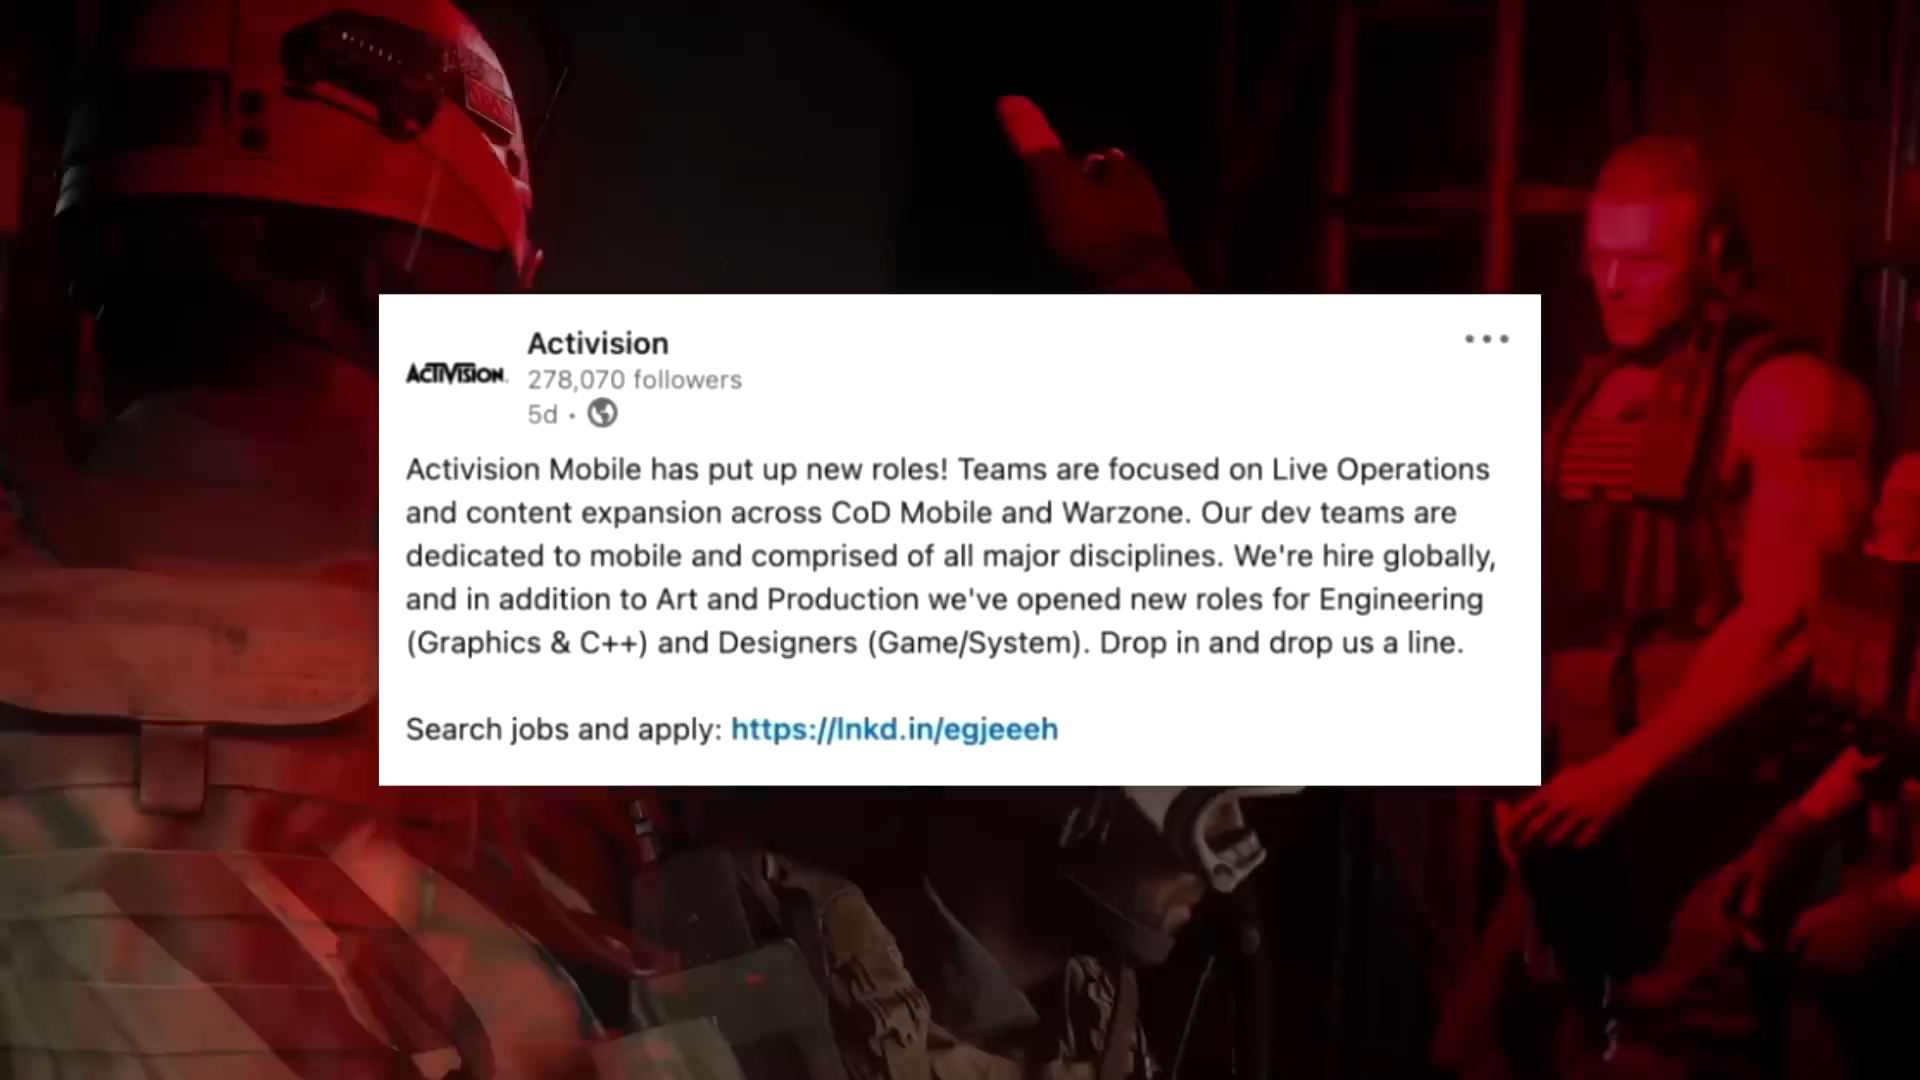 Activision
ACTIVISION.
278,070 followers
5d •
Activision Mobile has put up new roles! Teams are focused on Live Operations
and content expansion across CoD Mobile and Warzone. Our dev teams are
dedicated to mobile and comprised of all major disciplines. We're hire globally,
and in addition to Art and Production we've opened new roles for Engineering
(Graphics & C++) and Designers (Game/System). Drop in and drop us a line.
Search jobs and apply: https://lnkd.in/egjeeeh